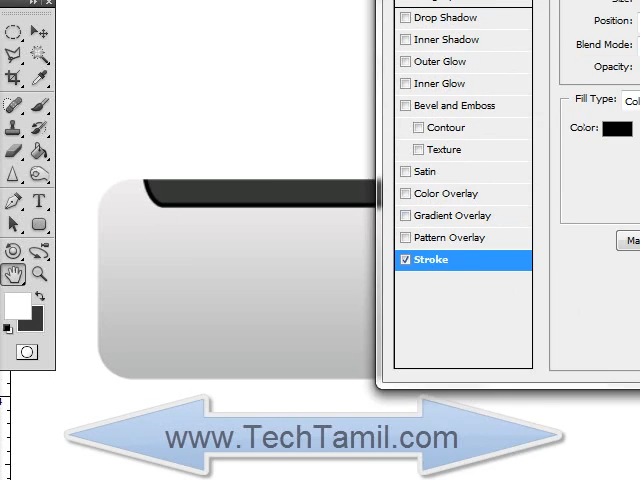 Drop Shadow
Inner Shadow
Outer Glow
Inner Glow
Bevel and Emboss
Contour
Texture
Satin
Color Overlay
Gradient Overlay
Pattern Overlay
Stroke
Position:
Blend Mode:
Opacity:
Fill Type:
Color:
T
www.TechTamil.com